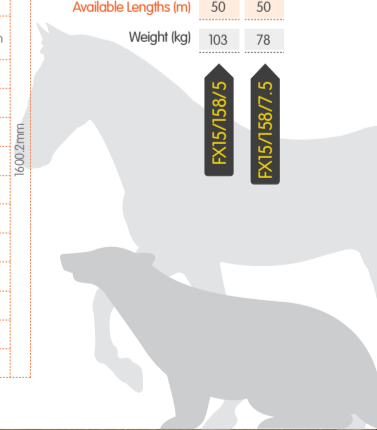 Available Lengths (m) 50 50
Weight (kg) 103 78
FX15/158/5
FX15/158/7.5
1600.2mm